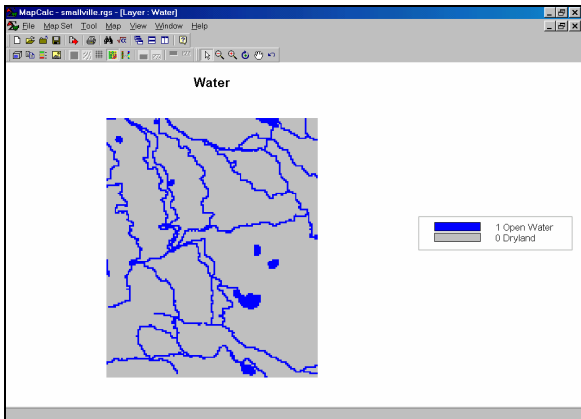 MapCalc - smallville.rgs - [Layer : Water]
File Map Set Tool Map View Window Help
Water
1 Open Water
0 Dryland